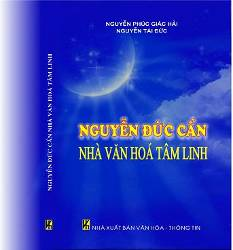 NGUYỄN PHÚC GIÁC HẢI
NGUYỄN TÀI ĐỨC
NGUYỄN ĐỨC CẦN
NHÀ VĂN HOÁ TÂM LINH
NHÀ XUẤT BẢN VĂN HÓA - THÔNG TIN
NGUYỄN ĐỨC CẦN NHÀ VĂN HOÁ TÂM LINH